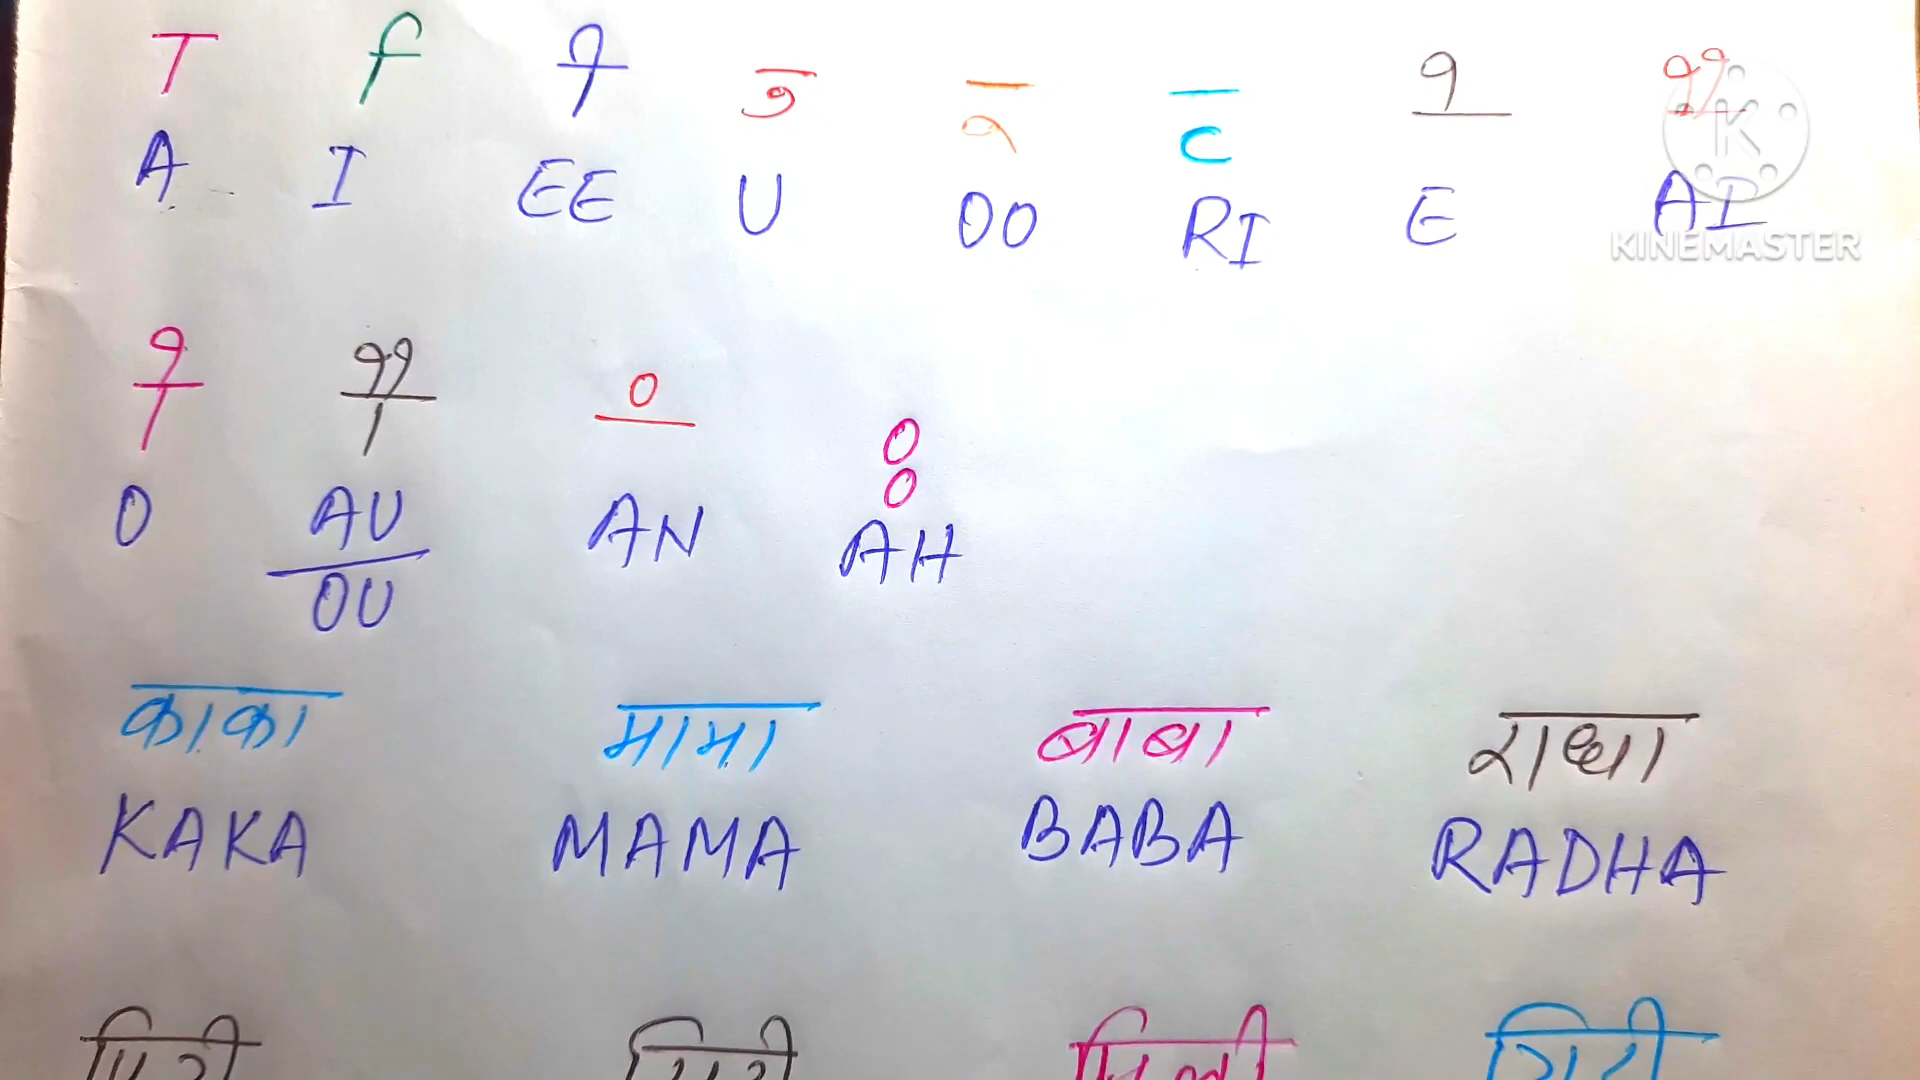 ा ि ी ु ू ृ े ै
A I EE U OO RI E AI
KINEMASTER
ो ौ ं ः
O AU AN AH
OU
काका मामा बाबा राधा
KAKA MAMA BABA RADHA